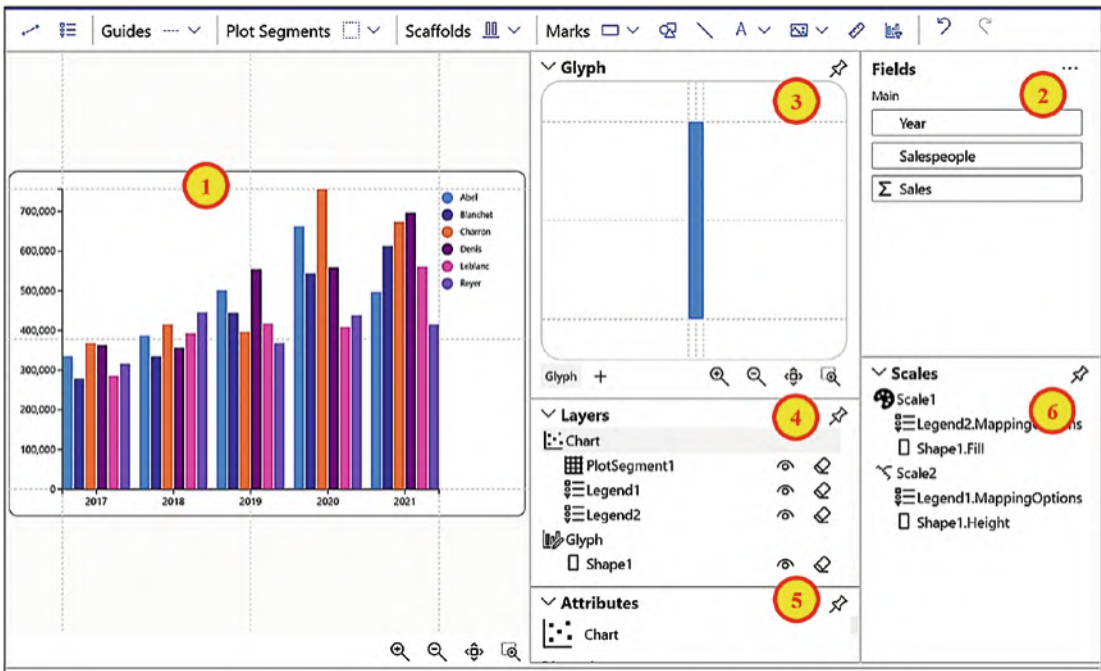 Guides Plot Segments Scaffolds Marks A
1
700,000
600,000
500,000
400,000
300,000
200,000
100,000
0
2017 2018 2019 2020 2021
Abel
Blanchet
Charron
Denis
Leblanc
Reyer
Glyph
3
Glyph +
Layers
4
Chart
PlotSegment1
Legend1
Legend2
Glyph
Shape1
Attributes
5
Chart
Fields ...
2
Main
Year
Salespeople
Σ Sales
Scales
6
Scale1
Legend2.Mapping
Shape1.Fill
Scale2
Legend1.MappingOptions
Shape1.Height